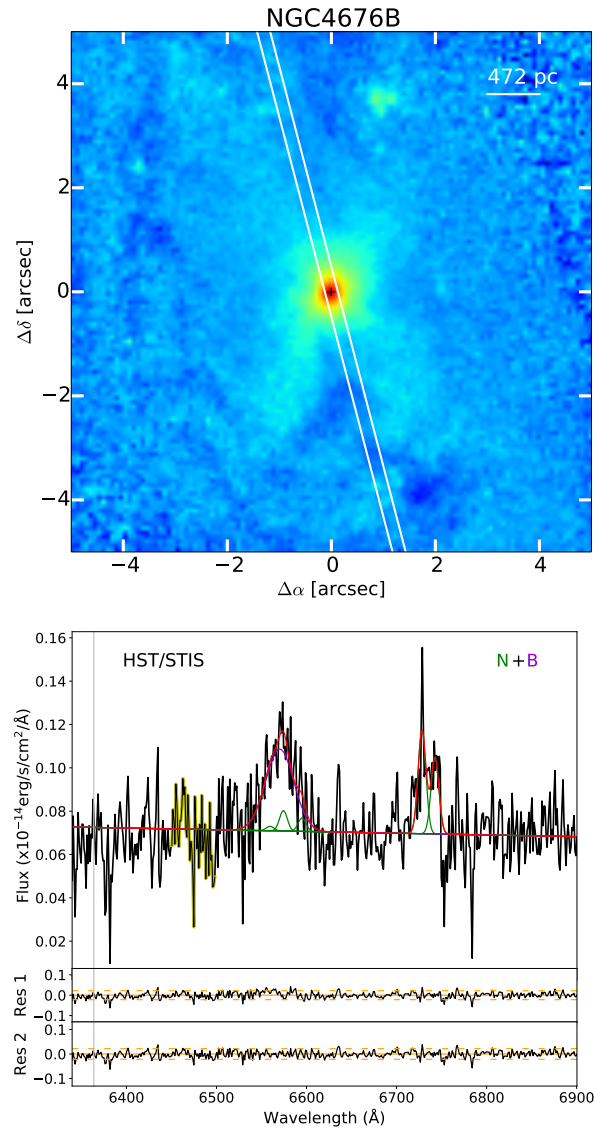 NGC4676B
472 pc
4
2
0
−2
−4
Δδ [arcsec]
−4 −2 0 2 4
Δα [arcsec]
HST/STIS
N+B
0.16
0.14
0.12
0.10
0.08
0.06
0.04
0.02
Flux (x10⁻¹⁴erg/s/cm²/Å)
0.1
0.0
−0.1
Res 1
0.1
0.0
−0.1
Res 2
6400 6500 6600 6700 6800 6900
Wavelength (Å)